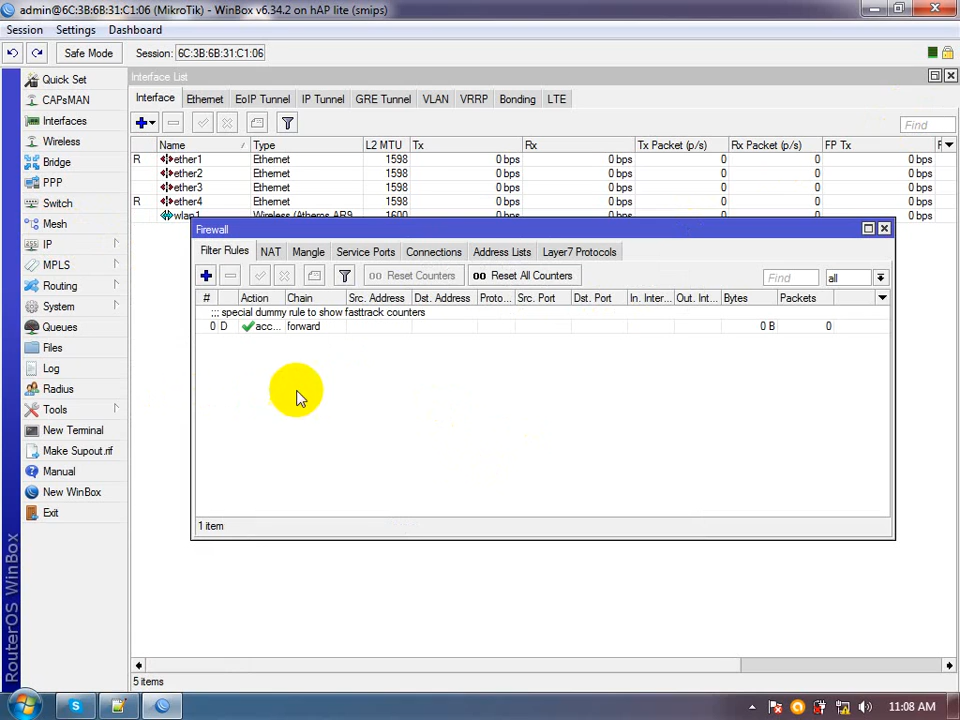 admin@6C:3B:6B:31:C1:06 (MikroTik) - WinBox v6.34.2 on hAP lite (smips)
Session Settings Dashboard
Safe Mode Session: 6C:3B:6B:31:C1:06
Interface List
Interface Ethernet EoIP Tunnel IP Tunnel GRE Tunnel VLAN VRRP Bonding LTE
Find
Name Type L2 MTU Tx Rx Tx Packet (p/s) Rx Packet (p/s) FP Tx
R ether1 Ethernet 1598 0 bps 0 bps 0 0 0 bps
ether2 Ethernet 1598 0 bps 0 bps 0 0 0 bps
ether3 Ethernet 1598 0 bps 0 bps 0 0 0 bps
R ether4 Ethernet 1598 0 bps 0 bps 0 0 0 bps
wlan1 Wireless (Atheros AR9... 1600 0 bps 0 bps 0 0 0 bps
Quick Set
CAPsMAN
Interfaces
Wireless
Bridge
PPP
Switch
Mesh
IP
MPLS
Routing
System
Queues
Files
Log
Radius
Tools
New Terminal
Make Supout.rif
Manual
New WinBox
Exit
RouterOS WinBox
Firewall
Filter Rules NAT Mangle Service Ports Connections Address Lists Layer7 Protocols
00 Reset Counters 00 Reset All Counters Find all
# Action Chain Src. Address Dst. Address Proto... Src. Port Dst. Port In. Inter... Out. Int... Bytes Packets
;;; special dummy rule to show fasttrack counters
0 D acc... forward 0 B 0
1 item
5 items
11:08 AM